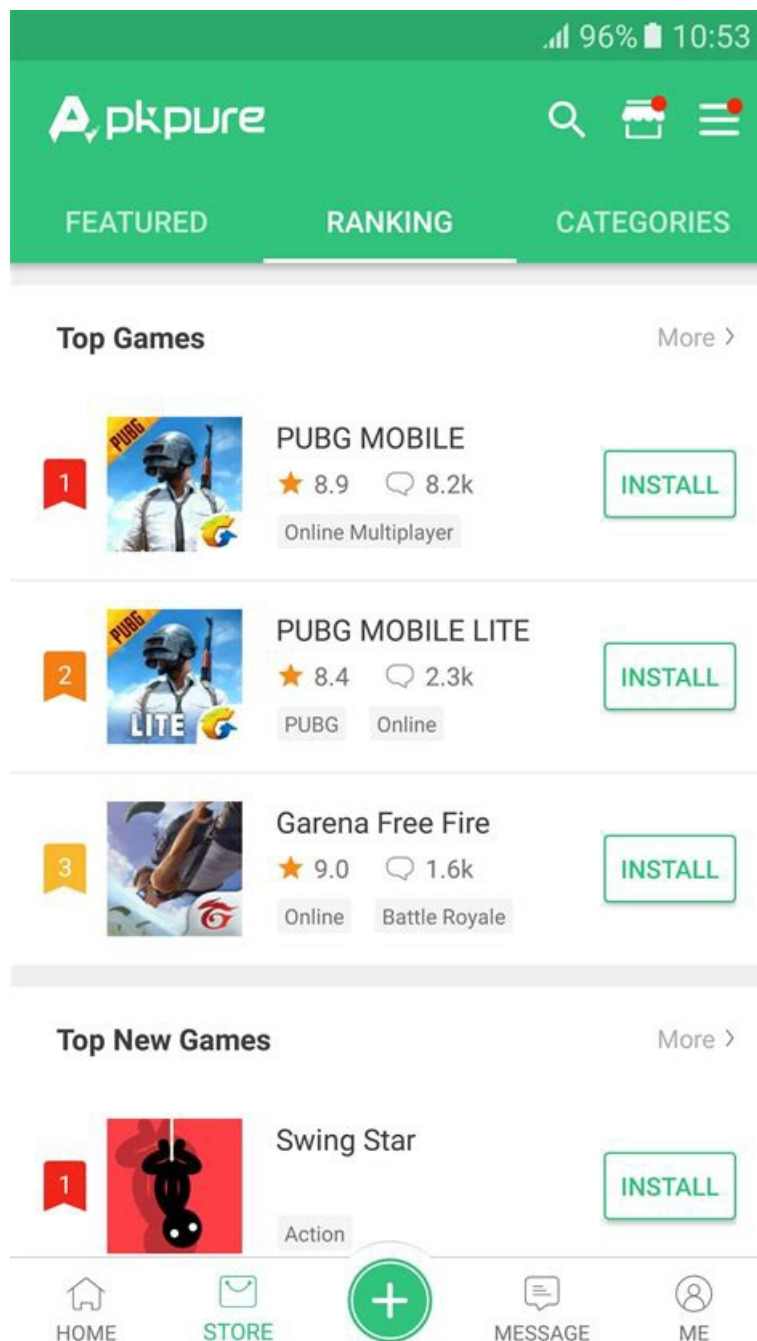 96% 10:53
Apkpure
FEATURED RANKING CATEGORIES
Top Games More >
1
PUBG
PUBG MOBILE
8.9 8.2k
INSTALL
Online Multiplayer
2
PUBG
LITE
PUBG MOBILE LITE
8.4 2.3k
INSTALL
PUBG Online
3
Garena Free Fire
9.0 1.6k
INSTALL
Online Battle Royale
Top New Games More >
1
Swing Star
INSTALL
Action
HOME STORE + MESSAGE ME